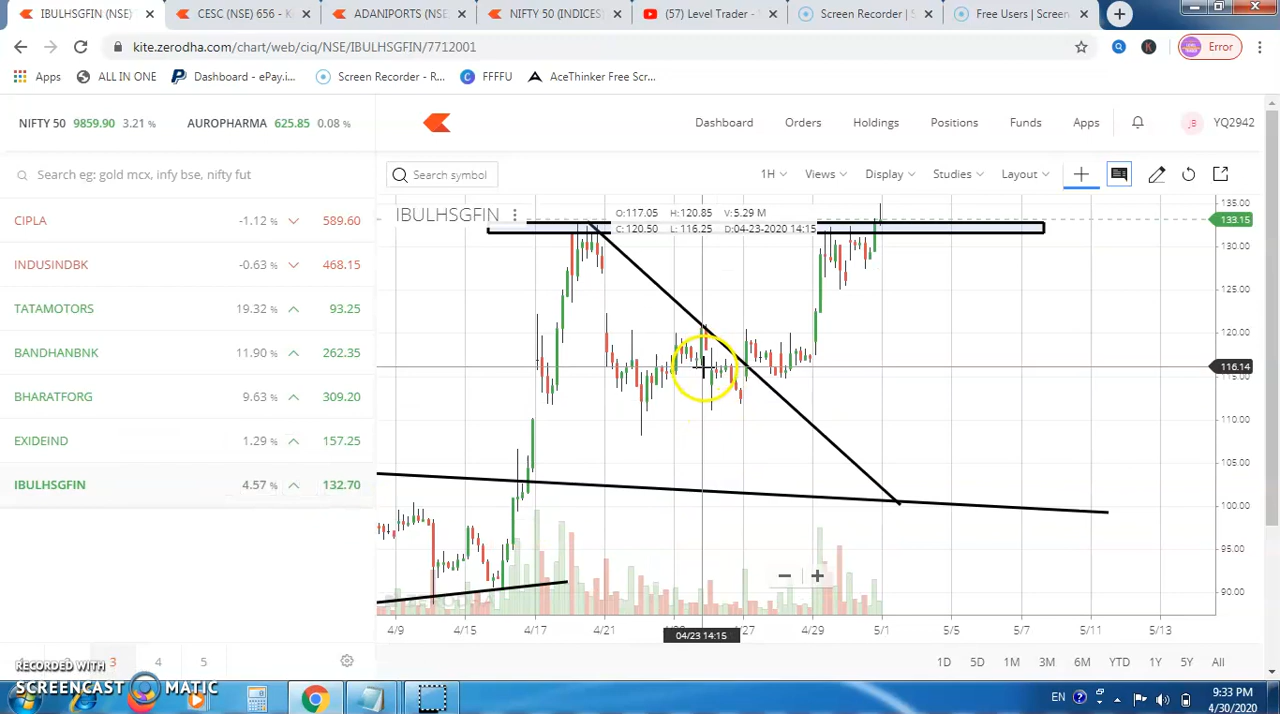 IBULHSGFIN (NSE)
CESC (NSE) 656 - K
ADANIPORTS (NSE)
NIFTY 50 (INDICES)
(57) Level Trader -
Screen Recorder | S
Free Users | Screen
kite.zerodha.com/chart/web/ciq/NSE/IBULHSGFIN/7712001
K
Error
Apps
ALL IN ONE
Dashboard - ePay.i...
Screen Recorder - R...
FFFFU
AceThinker Free Scr...
NIFTY 50 9859.90 3.21 %
AUROPHARMA 625.85 0.08 %
Dashboard
Orders
Holdings
Positions
Funds
Apps
YQ2942
Search eg: gold mcx, infy bse, nifty fut
Search symbol
1H
Views
Display
Studies
Layout
CIPLA -1.12 % 589.60
INDUSINDBK -0.63 % 468.15
TATAMOTORS 19.32 % 93.25
BANDHANBNK 11.90 % 262.35
BHARATFORG 9.63 % 309.20
EXIDEIND 1.29 % 157.25
IBULHSGFIN 4.57 % 132.70
3
4
5
IBULHSGFIN
O:117.05 H:120.85 V:5.29 M
C:120.50 L:116.25 D:04-23-2020 14:15
135.00
133.15
130.00
125.00
120.00
116.14
115.00
110.00
105.00
100.00
95.00
90.00
4/9 4/15 4/17 4/21 4/27 4/29 5/1 5/5 5/7 5/11 5/13
04/23 14:15
1D 5D 1M 3M 6M YTD 1Y 5Y All
RECORDED WITH
SCREENCAST MATIC
EN
9:33 PM
4/30/2020